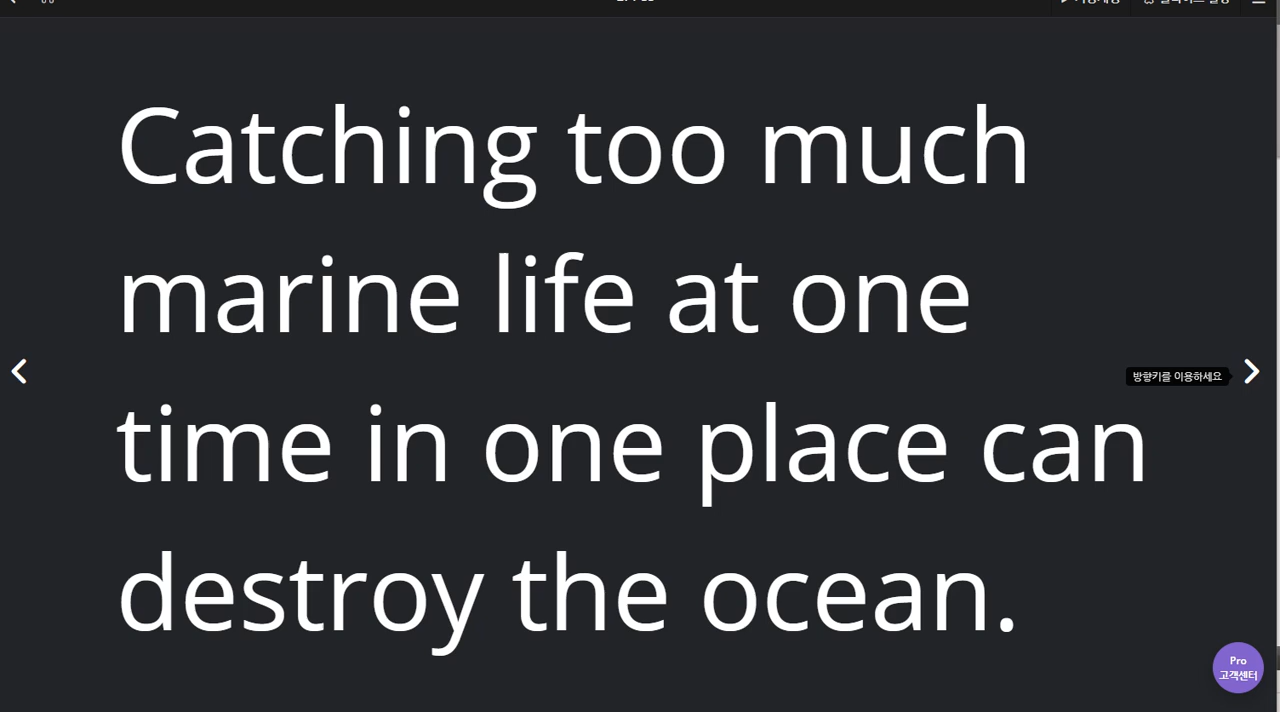 Catching too much
marine life at one
방향키를 이용하세요
time in one place can
destroy the ocean.
Pro
고객센터